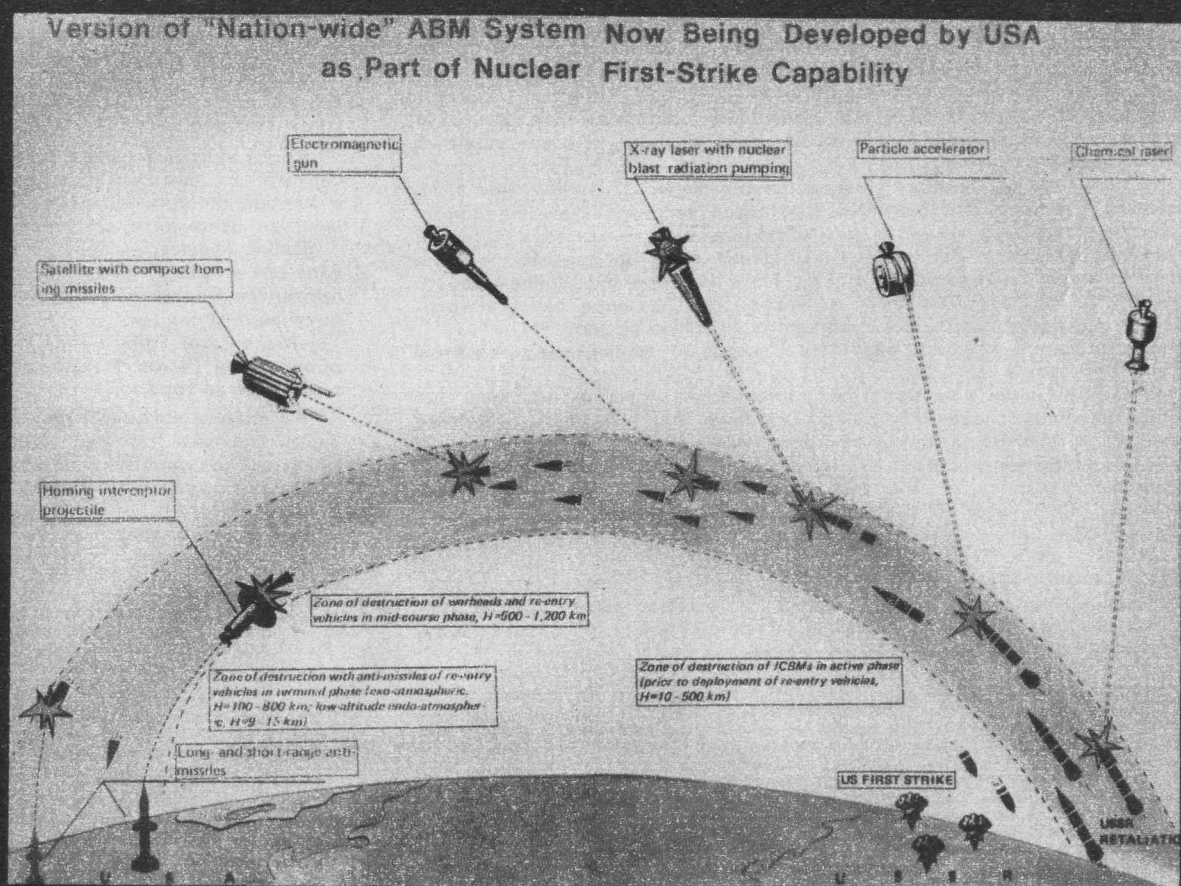 Version of "Nation-wide" ABM System Now Being Developed by USA
as Part of Nuclear First-Strike Capability
Electromagnetic
gun
X-ray laser with nuclear
blast radiation pumping
Particle accelerator
Chemical laser
Satellite with compact hom-
ing missiles
Homing interceptor
projectile
Zone of destruction of warheads and re-entry
vehicles in mid-course phase, H=500 - 1,200 km
Zone of destruction with anti-missiles of re-entry
vehicles in terminal phase (exo-atmospheric,
H=100 - 800 km; low-altitude endo-atmospher-
c, H=9 - 15 km)
Zone of destruction of ICBMs in active phase
(prior to deployment of re-entry vehicles,
H=10 - 500 km)
Long- and short-range anti-
missiles
US FIRST STRIKE
USSR
RETALIATIO
U S A
U S S R